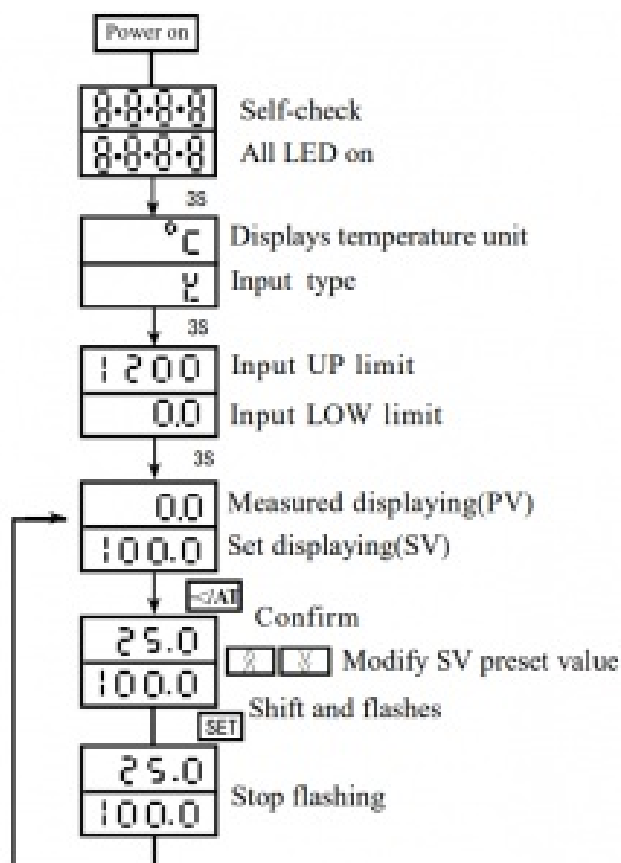 Power on
8.8.8.8
Self-check
8.8.8.8
All LED on
3S
°C
Displays temperature unit
Input type
3S
1200
Input UP limit
0.0
Input LOW limit
3S
0.0
Measured displaying(PV)
100.0
Set displaying(SV)
</AT
Confirm
25.0
Modify SV preset value
100.0
Shift and flashes
SET
25.0
Stop flashing
100.0